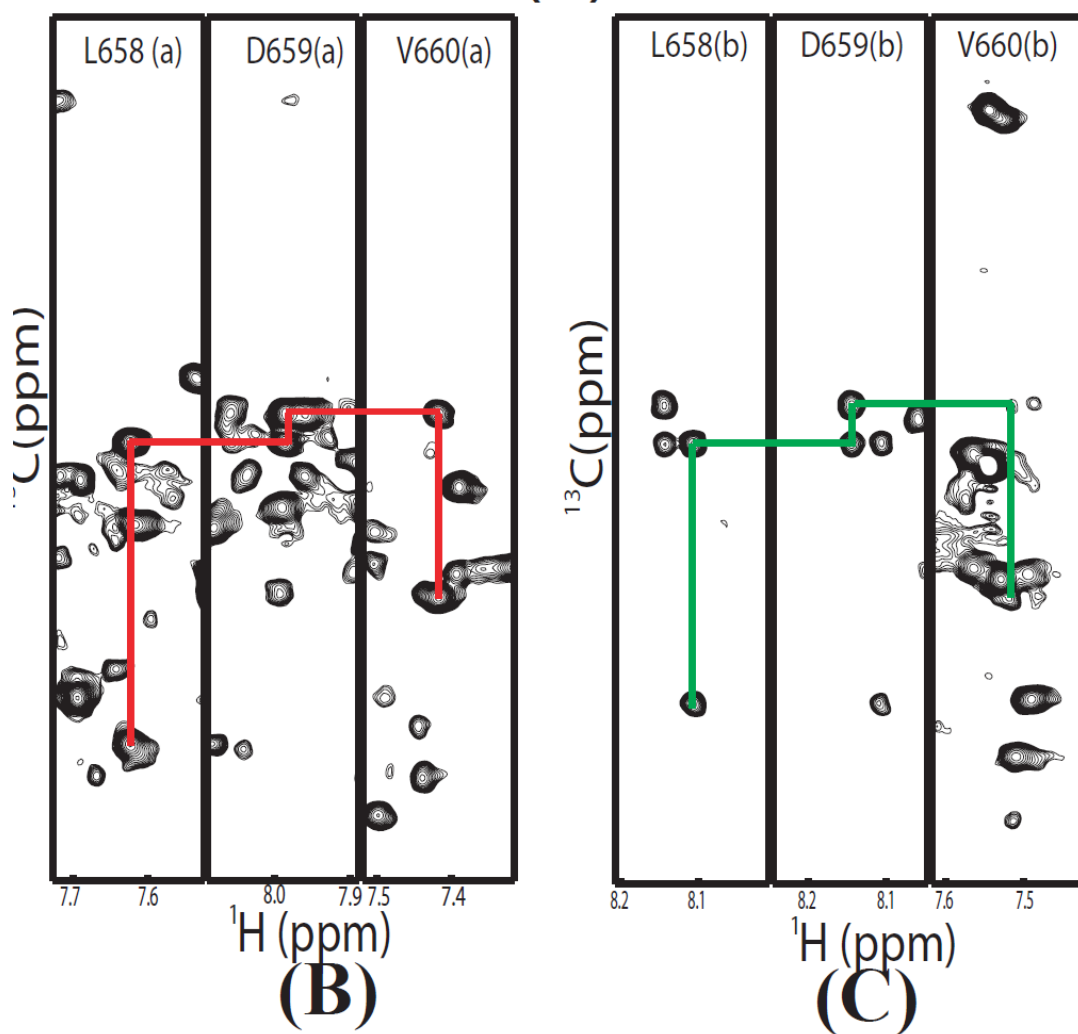 L658 (a) D659(a) V660(a)
L658(b) D659(b) V660(b)
C(ppm)
13C(ppm)
7.7 7.6 8.0 7.9 7.5 7.4
8.2 8.1 8.2 8.1 7.6 7.5
1H (ppm)
1H (ppm)
(B)
(C)